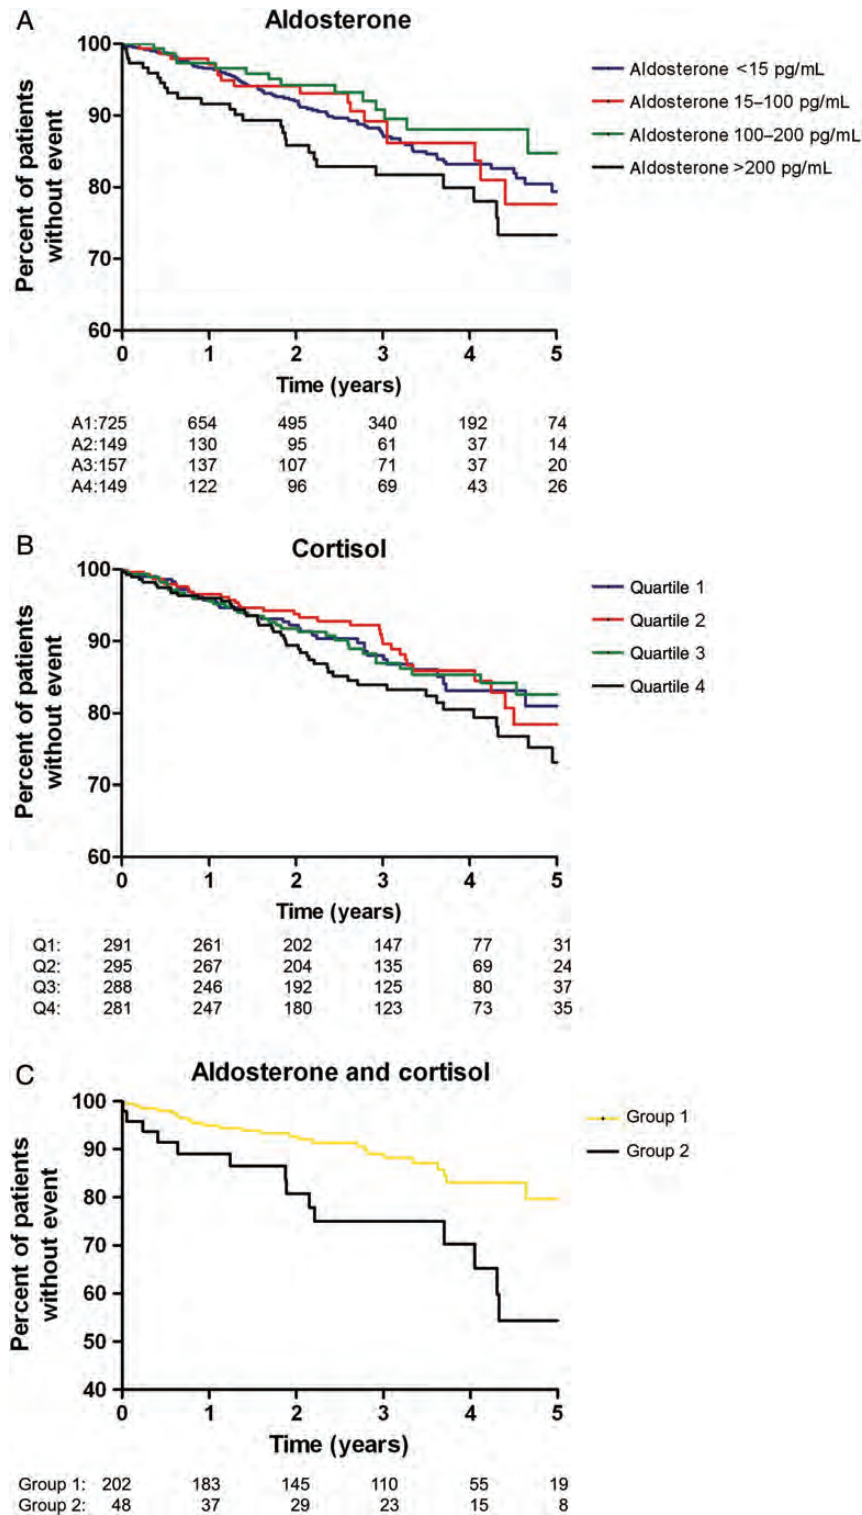 A
Aldosterone
Percent of patients
without event
100
90
80
70
60
0 1 2 3 4 5
Time (years)
Aldosterone <15 pg/mL
Aldosterone 15–100 pg/mL
Aldosterone 100–200 pg/mL
Aldosterone >200 pg/mL
A1:725 654 495 340 192 74
A2:149 130 95 61 37 14
A3:157 137 107 71 37 20
A4:149 122 96 69 43 26
B
Cortisol
Percent of patients
without event
100
90
80
70
60
0 1 2 3 4 5
Time (years)
Quartile 1
Quartile 2
Quartile 3
Quartile 4
Q1: 291 261 202 147 77 31
Q2: 295 267 204 135 69 24
Q3: 288 246 192 125 80 37
Q4: 281 247 180 123 73 35
C
Aldosterone and cortisol
Percent of patients
without event
100
90
80
70
60
50
40
0 1 2 3 4 5
Time (years)
Group 1
Group 2
Group 1: 202 183 145 110 55 19
Group 2: 48 37 29 23 15 8